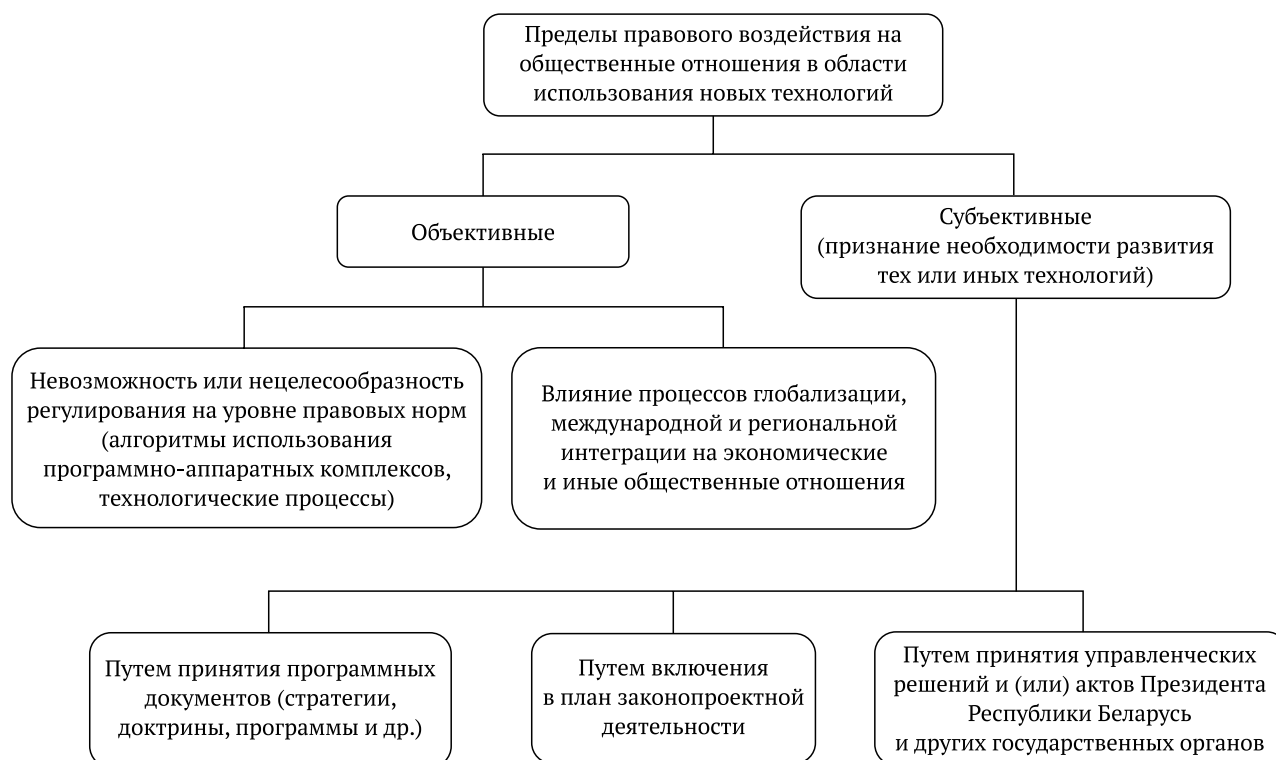 Пределы правового воздействия на
общественные отношения в области
использования новых технологий
Объективные
Субъективные
(признание необходимости развития
тех или иных технологий)
Невозможность или нецелесообразность
регулирования на уровне правовых норм
(алгоритмы использования
программно-аппаратных комплексов,
технологические процессы)
Влияние процессов глобализации,
международной и региональной
интеграции на экономические
и иные общественные отношения
Путем принятия программных
документов (стратегии,
доктрины, программы и др.)
Путем включения
в план законопроектной
деятельности
Путем принятия управленческих
решений и (или) актов Президента
Республики Беларусь
и других государственных органов